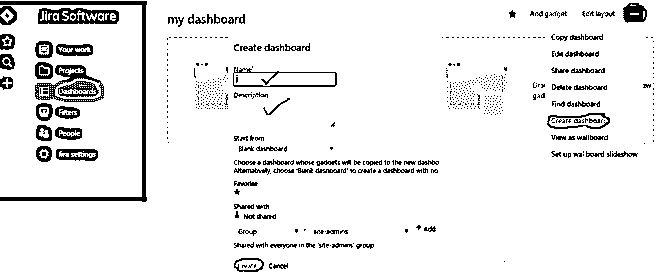 Jira Software
Your work
Projects
Dashboards
Filters
People
Jira settings
my dashboard
Add gadget
Edit layout
Create dashboard
Name
Description
Start from
Blank dashboard
Choose a dashboard whose gadgets will be copied to the new dashbo
Alternatively, choose 'Blank dashboard' to create a dashboard with no
Favorite
Shared with
Not shared
Group
site-admins
Add
Shared with everyone in the 'site-admins' group
Cancel
gad
Copy dashboard
Edit dashboard
Share dashboard
Delete dashboard
Find dashboard
Create dashboard
View as wallboard
Set up wallboard slideshow